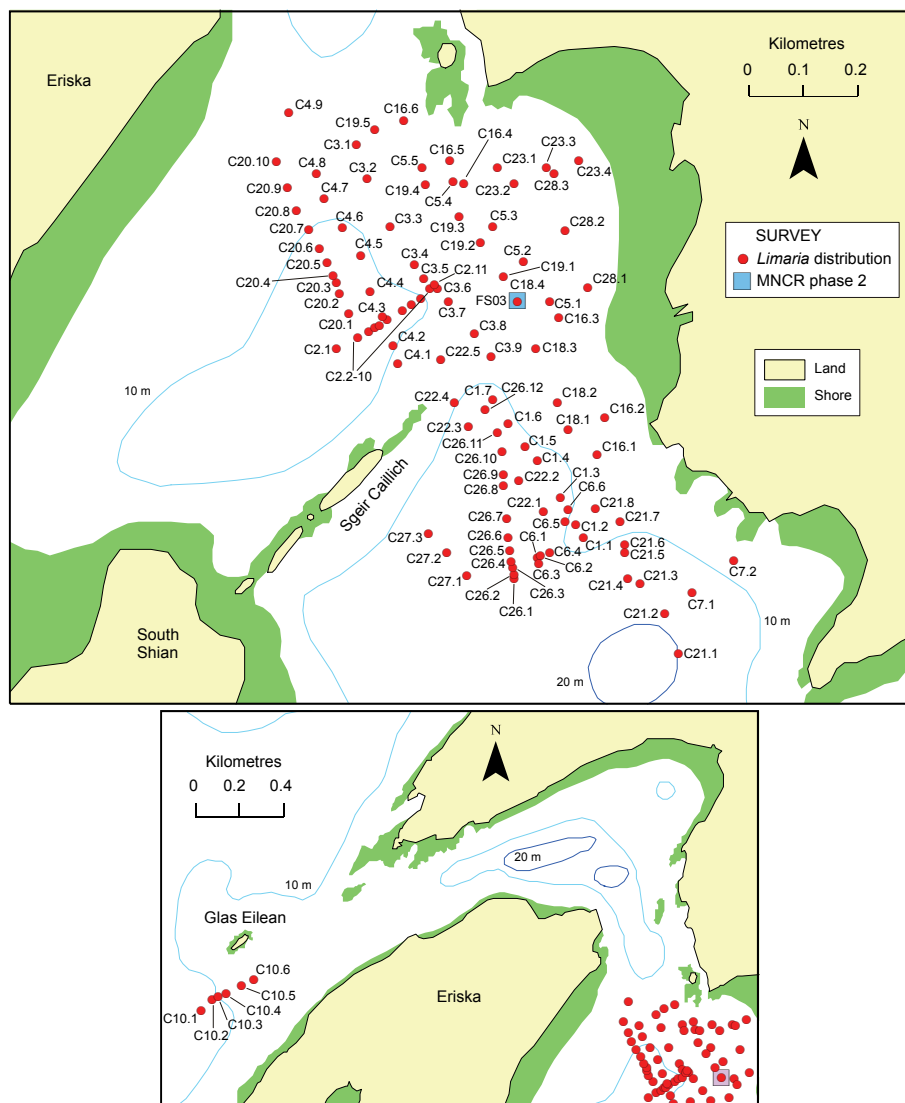 Eriska
Kilometres
0 0.1 0.2
N
SURVEY
Limaria distribution
MNCR phase 2
Land
Shore
C4.9
C16.6
C19.5
C3.1
C16.5
C16.4
C23.1
C23.3
C20.10
C4.8
C3.2
C5.5
C23.4
C28.3
C20.9
C4.7
C19.4
C5.4
C23.2
C20.8
C4.6
C3.3
C19.3
C5.3
C28.2
C20.7
C19.2
C20.6
C4.5
C5.2
C20.5
C3.4
C2.11
C19.1
C20.4
C3.5
C28.1
C20.3
C4.4
C3.6
C18.4
C20.2
FS03
C5.1
C4.3
C3.7
C16.3
C20.1
C3.8
C2.1
C4.2
C22.5
C3.9
C18.3
C4.1
C2.2-10
10 m
C1.7
C26.12
C18.2
C22.4
C16.2
C1.6
C18.1
C22.3
C26.11
C1.5
C26.10
C1.4
C16.1
C26.9
C22.2
C1.3
C26.8
C6.6
Sgeir Caillich
C22.1
C21.8
C26.7
C6.5
C21.7
C27.3
C26.6
C6.1
C1.2
C27.2
C26.5
C6.4
C1.1
C21.6
C21.5
C26.4
C6.2
C7.2
C27.1
C6.3
C21.4
C21.3
C26.2
C26.3
C7.1
C26.1
C21.2
10 m
South
Shian
C21.1
20 m
Kilometres
0 0.2 0.4
N
20 m
10 m
Glas Eilean
C10.6
C10.5
C10.1
C10.4
C10.3
C10.2
Eriska